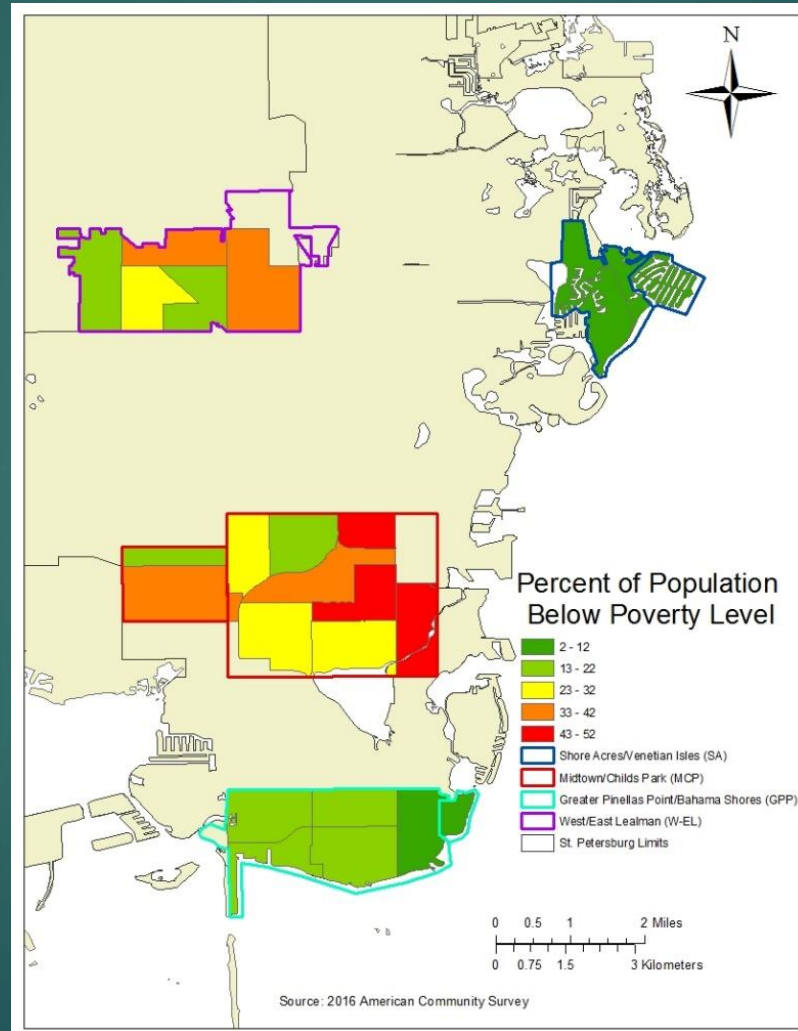 N
Percent of Population
Below Poverty Level
2 - 12
13 - 22
23 - 32
33 - 42
43 - 52
Shore Acres/Venetian Isles (SA)
Midtown/Childs Park (MCP)
Greater Pinellas Point/Bahama Shores (GPP)
West/East Lealman (W-EL)
St. Petersburg Limits
0 0.5 1 2 Miles
0 0.75 1.5 3 Kilometers
Source: 2016 American Community Survey